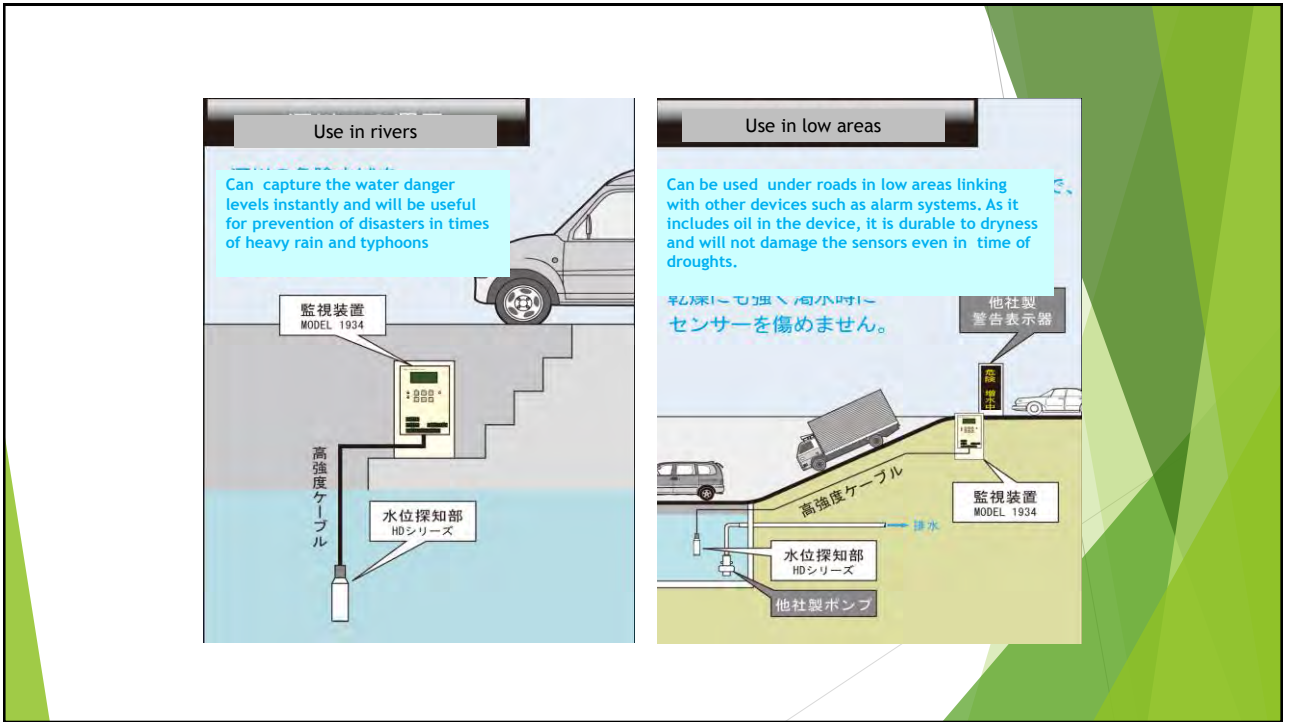 Use in rivers
Can capture the water danger
levels instantly and will be useful
for prevention of disasters in times
of heavy rain and typhoons
監視装置
MODEL 1934
高強度ケーブル
水位探知部
HDシリーズ
Use in low areas
で、
Can be used under roads in low areas linking
with other devices such as alarm systems. As it
includes oil in the device, it is durable to dryness
and will not damage the sensors even in time of
droughts.
乾燥にも強く渇水時に
センサーを傷めません。
他社製
警告表示器
危険 増水中
高強度ケーブル
監視装置
MODEL 1934
排水
水位探知部
HDシリーズ
他社製ポンプ